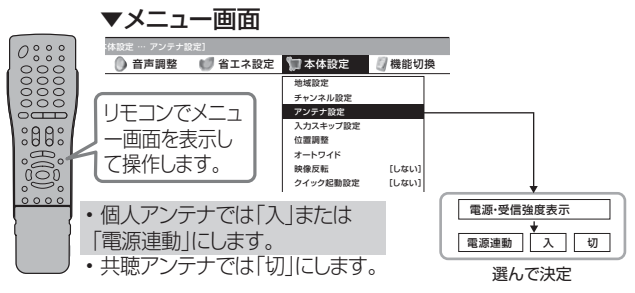 ▼メニュー画面
本体設定 … アンテナ設定]
音声調整 省エネ設定 本体設定 機能切換
地域設定
チャンネル設定
アンテナ設定
入力スキップ設定
位置調整
オートワイド
映像反転 [しない]
クイック起動設定 [しない]
リモコンでメニュ
ー画面を表示し
て操作します。
・個人アンテナでは「入」または
「電源連動」にします。
・共聴アンテナでは「切」にします。
電源・受信強度表示
電源連動 入 切
選んで決定